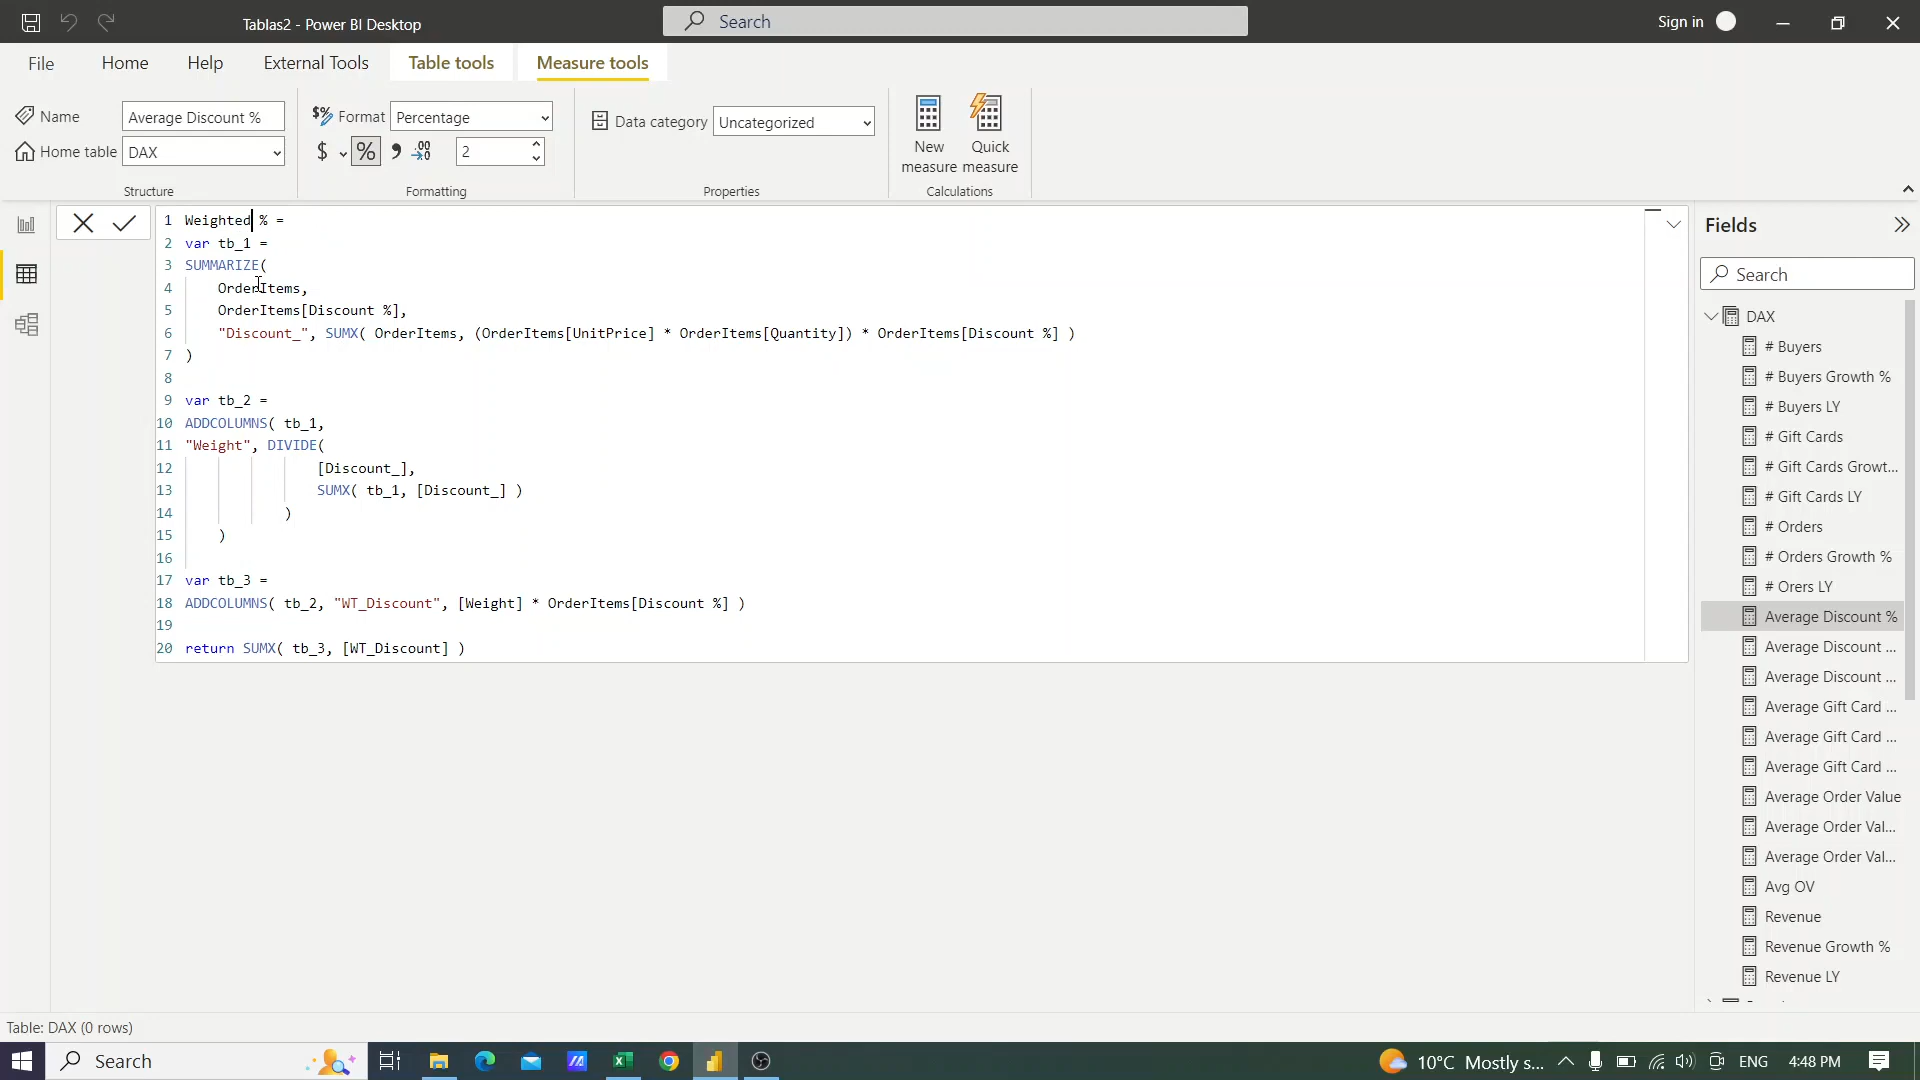 Tablas2 - Power BI Desktop
Search
Sign in
File
Home
Help
External Tools
Table tools
Measure tools
Name
Average Discount %
Home table
DAX
Structure
$% Format
Percentage
$
%
,
.00
→0
2
Formatting
Data category
Uncategorized
Properties
New measure
Quick measure
Calculations
1 Weighted % =
2 var tb_1 =
3 SUMMARIZE(
4 OrderItems,
5 OrderItems[Discount %],
6 "Discount_", SUMX( OrderItems, (OrderItems[UnitPrice] * OrderItems[Quantity]) * OrderItems[Discount %] )
7 )
8
9 var tb_2 =
10 ADDCOLUMNS( tb_1,
11 "Weight", DIVIDE(
12 [Discount_],
13 SUMX( tb_1, [Discount_] )
14 )
15 )
16
17 var tb_3 =
18 ADDCOLUMNS( tb_2, "WT_Discount", [Weight] * OrderItems[Discount %] )
19
20 return SUMX( tb_3, [WT_Discount] )
Fields
Search
DAX
# Buyers
# Buyers Growth %
# Buyers LY
# Gift Cards
# Gift Cards Growt...
# Gift Cards LY
# Orders
# Orders Growth %
# Orers LY
Average Discount %
Average Discount ...
Average Discount ...
Average Gift Card ...
Average Gift Card ...
Average Gift Card ...
Average Order Value
Average Order Val...
Average Order Val...
Avg OV
Revenue
Revenue Growth %
Revenue LY
Table: DAX (0 rows)
Search
10°C Mostly s...
ENG
4:48 PM